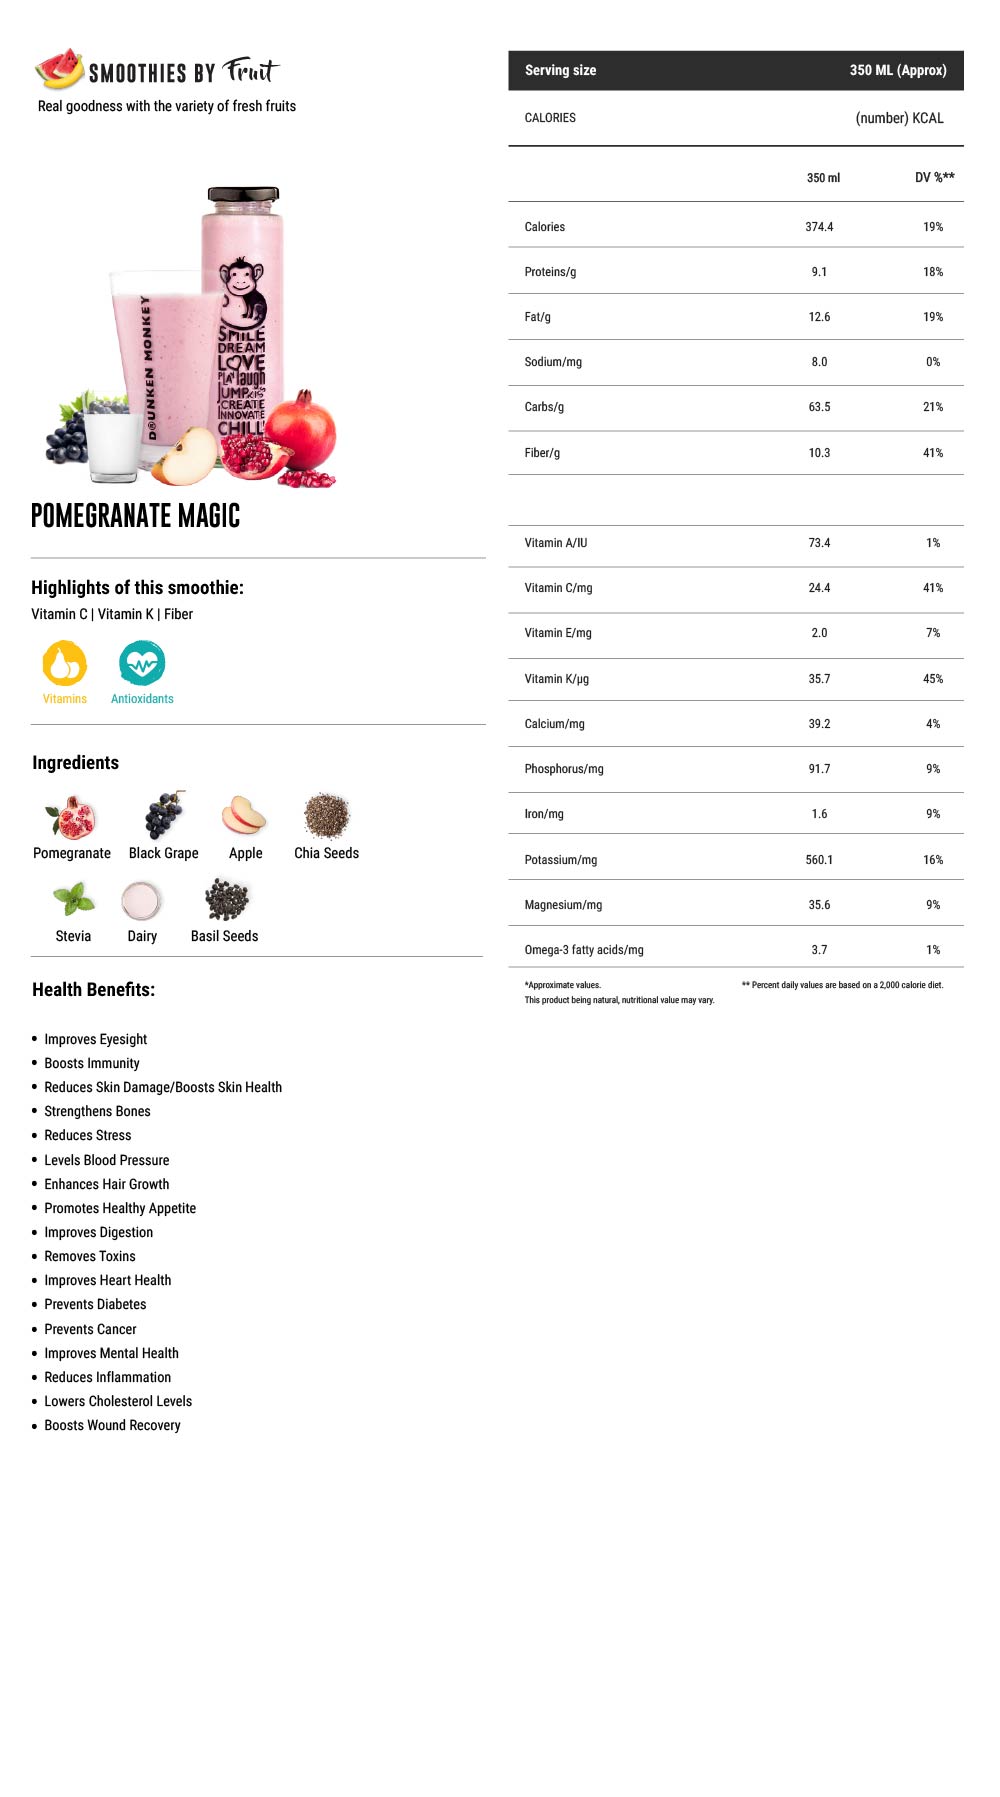 SMOOTHIES BY Fruit
Real goodness with the variety of fresh fruits
DRUNKEN MONKEY
SMILE
DREAM
LOVE
PLAY laugh
JUMP KISS
CREATE
INNOVATE
CHILL
POMEGRANATE MAGIC
Highlights of this smoothie:
Vitamin C | Vitamin K | Fiber
Vitamins Antioxidants
Ingredients
Pomegranate Black Grape Apple Chia Seeds
Stevia Dairy Basil Seeds
Health Benefits:
• Improves Eyesight
• Boosts Immunity
• Reduces Skin Damage/Boosts Skin Health
• Strengthens Bones
• Reduces Stress
• Levels Blood Pressure
• Enhances Hair Growth
• Promotes Healthy Appetite
• Improves Digestion
• Removes Toxins
• Improves Heart Health
• Prevents Diabetes
• Prevents Cancer
• Improves Mental Health
• Reduces Inflammation
• Lowers Cholesterol Levels
• Boosts Wound Recovery
Serving size 350 ML (Approx)
CALORIES (number) KCAL
350 ml DV %**
Calories 374.4 19%
Proteins/g 9.1 18%
Fat/g 12.6 19%
Sodium/mg 8.0 0%
Carbs/g 63.5 21%
Fiber/g 10.3 41%
Vitamin A/IU 73.4 1%
Vitamin C/mg 24.4 41%
Vitamin E/mg 2.0 7%
Vitamin K/µg 35.7 45%
Calcium/mg 39.2 4%
Phosphorus/mg 91.7 9%
Iron/mg 1.6 9%
Potassium/mg 560.1 16%
Magnesium/mg 35.6 9%
Omega-3 fatty acids/mg 3.7 1%
*Approximate values. ** Percent daily values are based on a 2,000 calorie diet.
This product being natural, nutritional value may vary.